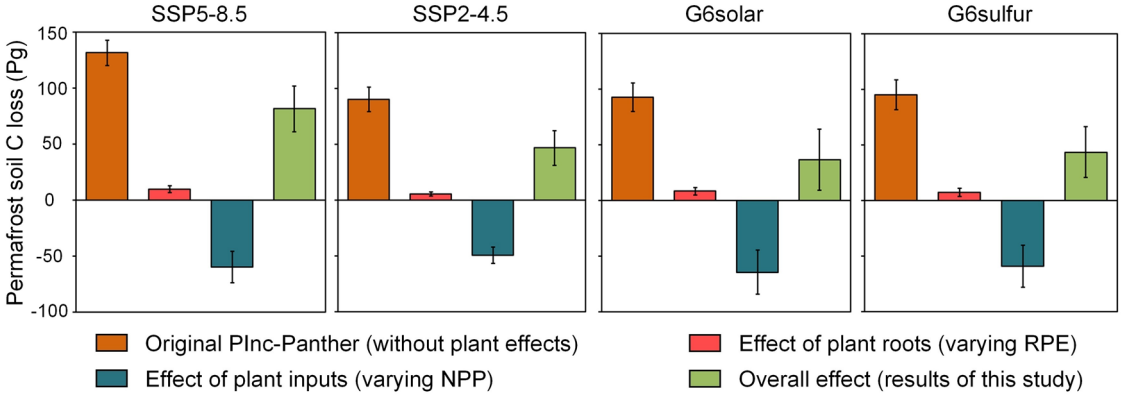 SSP5-8.5
SSP2-4.5
G6solar
G6sulfur
Permafrost soil C loss (Pg)
150
100
50
0
-50
-100
Original PInc-Panther (without plant effects)
Effect of plant roots (varying RPE)
Effect of plant inputs (varying NPP)
Overall effect (results of this study)